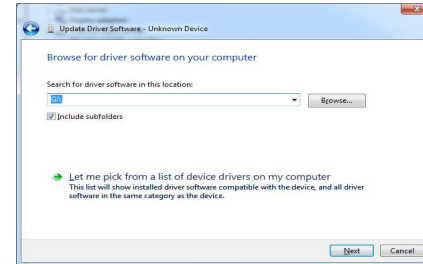 Update Driver Software - Unknown Device
Browse for driver software on your computer
Search for driver software in this location:
G:\
Browse...
Include subfolders
Let me pick from a list of device drivers on my computer
This list will show installed driver software compatible with the device, and all driver
software in the same category as the device.
Next Cancel